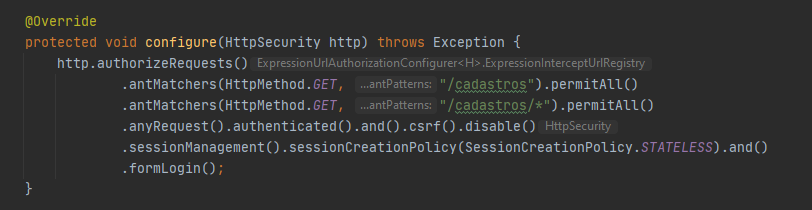 @Override
protected void configure(HttpSecurity http) throws Exception {
http.authorizeRequests() ExpressionUrlAuthorizationConfigurer<H>.ExpressionInterceptUrlRegistry
.antMatchers(HttpMethod.GET, ...antPatterns: "/cadastros").permitAll()
.antMatchers(HttpMethod.GET, ...antPatterns: "/cadastros/*").permitAll()
.anyRequest().authenticated().and().csrf().disable() HttpSecurity
.sessionManagement().sessionCreationPolicy(SessionCreationPolicy.STATELESS).and()
.formLogin();
}